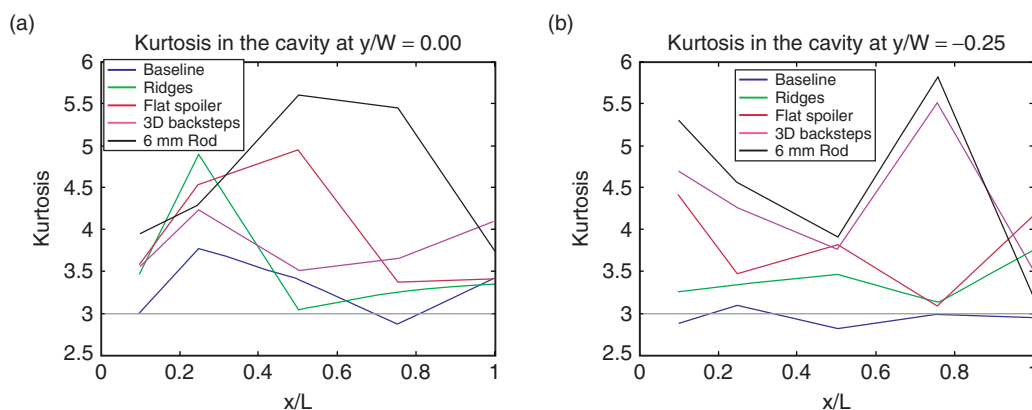 (a)
Kurtosis in the cavity at y/W = 0.00
6
5.5
5
4.5
4
3.5
3
2.5
Kurtosis
Baseline
Ridges
Flat spoiler
3D backsteps
6 mm Rod
0 0.2 0.4 0.6 0.8 1
x/L
(b)
Kurtosis in the cavity at y/W = −0.25
6
5.5
5
4.5
4
3.5
3
2.5
Kurtosis
Baseline
Ridges
Flat spoiler
3D backsteps
6 mm Rod
0 0.2 0.4 0.6 0.8 1
x/L